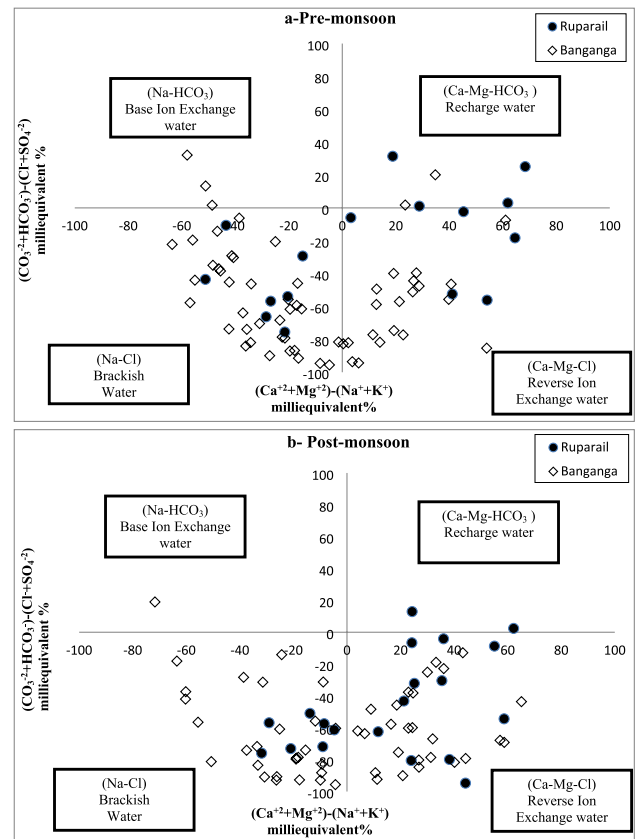 a-Pre-monsoon
Ruparail
Banganga
(Na-HCO₃)
Base Ion Exchange
water
(Ca-Mg-HCO₃ )
Recharge water
100
80
60
40
20
0
-100 -80 -60 -40 -20 0 20 40 60 80 100
-20
-40
-60
-80
-100
(CO₃⁻²+HCO₃⁻)-(Cl⁻+SO₄⁻²)
milliequivalent %
(Na-Cl)
Brackish
Water
(Ca⁺²+Mg⁺²)-(Na⁺+K⁺)
milliequivalent%
(Ca-Mg-Cl)
Reverse Ion
Exchange water
b- Post-monsoon
Ruparail
Banganga
(Na-HCO₃)
Base Ion Exchange
water
(Ca-Mg-HCO₃ )
Recharge water
100
80
60
40
20
0
-100 -80 -60 -40 -20 0 20 40 60 80 100
-20
-40
-60
-80
-100
(CO₃⁻²+HCO₃⁻)-(Cl⁻+SO₄⁻²)
milliequivalent %
(Na-Cl)
Brackish
Water
(Ca⁺²+Mg⁺²)-(Na⁺+K⁺)
milliequivalent%
(Ca-Mg-Cl)
Reverse Ion
Exchange water